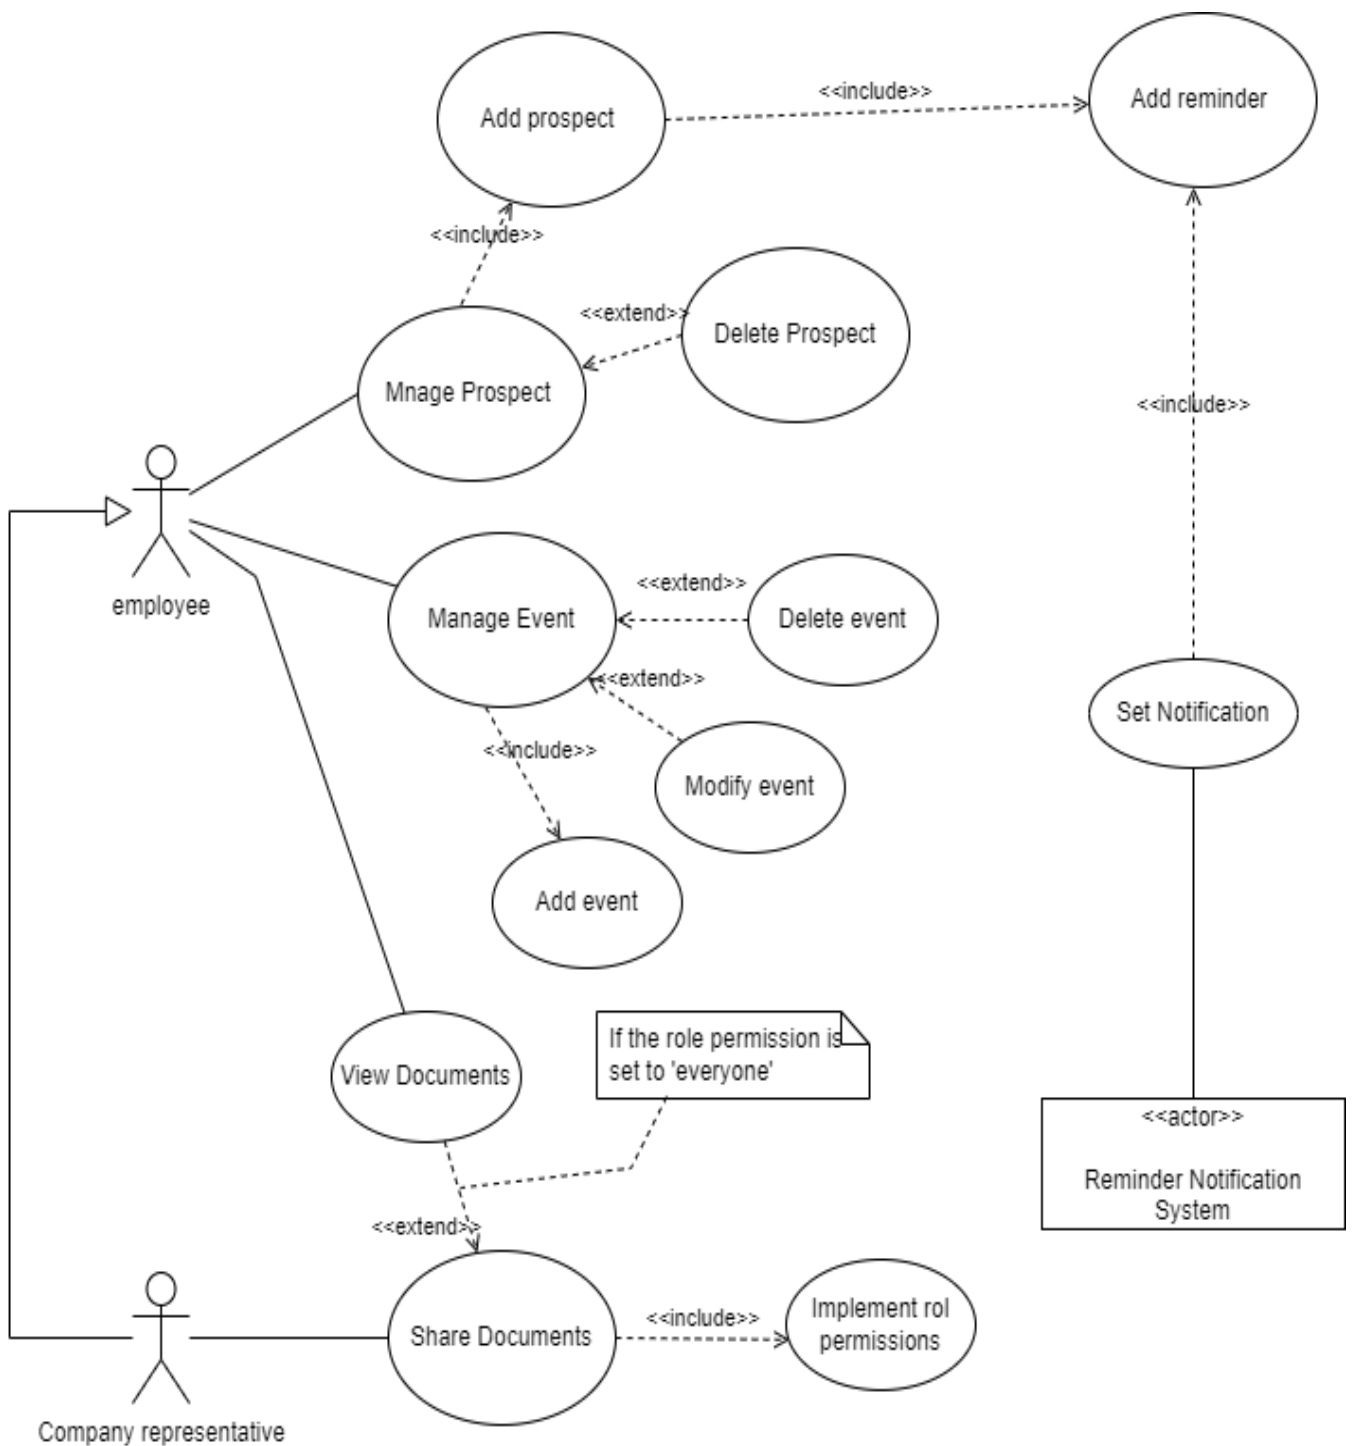 Add prospect
<<include>>
Add reminder
<<include>>
<<extend>>
Delete Prospect
Mnage Prospect
<<include>>
employee
Manage Event
<<extend>>
Delete event
<<extend>>
Set Notification
<<include>>
Modify event
Add event
If the role permission is
set to 'everyone'
View Documents
<<actor>>
Reminder Notification
System
<<extend>>
Share Documents
<<include>>
Implement rol
permissions
Company representative